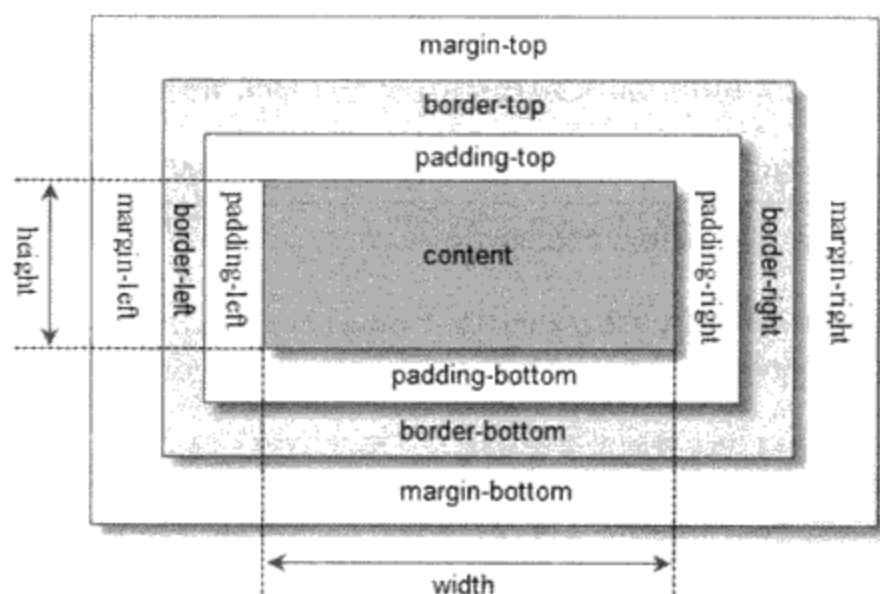 margin-top
border-top
padding-top
height
margin-left
border-left
padding-left
content
padding-right
border-right
margin-right
padding-bottom
border-bottom
margin-bottom
width